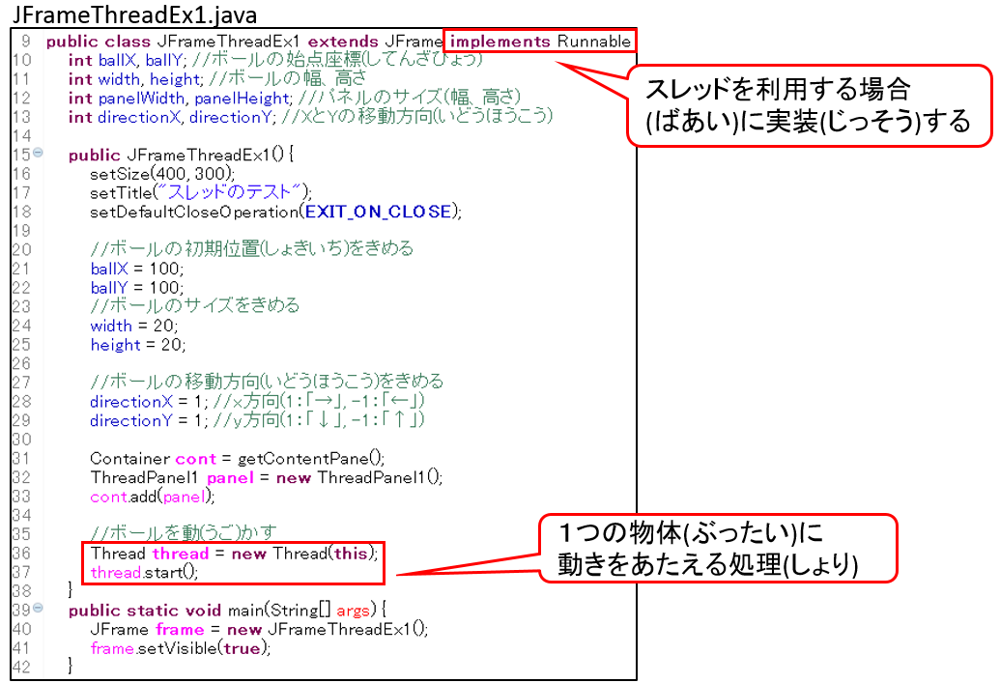 JFrameThreadEx1.java
9 public class JFrameThreadEx1 extends JFrame implements Runnable
10 int ballX, ballY; //ボールの始点座標(してんざひょう)
11 int width, height; //ボールの幅、高さ
12 int panelWidth, panelHeight; //パネルのサイズ(幅、高さ)
13 int directionX, directionY; //XとYの移動方向(いどうほうこう)
スレッドを利用する場合
(ばあい)に実装(じっそう)する
14
15 public JFrameThreadEx1() {
16 setSize(400, 300);
17 setTitle("スレッドのテスト");
18 setDefaultCloseOperation(EXIT_ON_CLOSE);
19
20 //ボールの初期位置(しょきいち)をきめる
21 ballX = 100;
22 ballY = 100;
23 //ボールのサイズをきめる
24 width = 20;
25 height = 20;
26
27 //ボールの移動方向(いどうほうこう)をきめる
28 directionX = 1; //x方向(1:「→」, -1:「←」)
29 directionY = 1; //y方向(1:「↓」, -1:「↑」)
30
31 Container cont = getContentPane();
32 ThreadPanel1 panel = new ThreadPanel1();
33 cont.add(panel);
34
35 //ボールを動(うご)かす
36 Thread thread = new Thread(this);
37 thread.start();
38 }
１つの物体(ぶったい)に
動きをあたえる処理(しょり)
39 public static void main(String[] args) {
40 JFrame frame = new JFrameThreadEx1();
41 frame.setVisible(true);
42 }